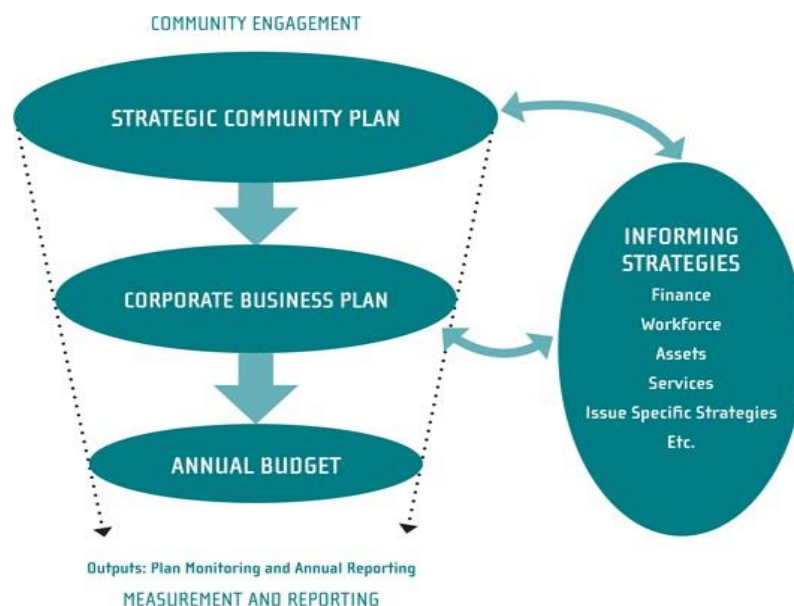 COMMUNITY ENGAGEMENT
STRATEGIC COMMUNITY PLAN
CORPORATE BUSINESS PLAN
ANNUAL BUDGET
INFORMING
STRATEGIES
Finance
Workforce
Assets
Services
Issue Specific Strategies
Etc.
Outputs: Plan Monitoring and Annual Reporting
MEASUREMENT AND REPORTING